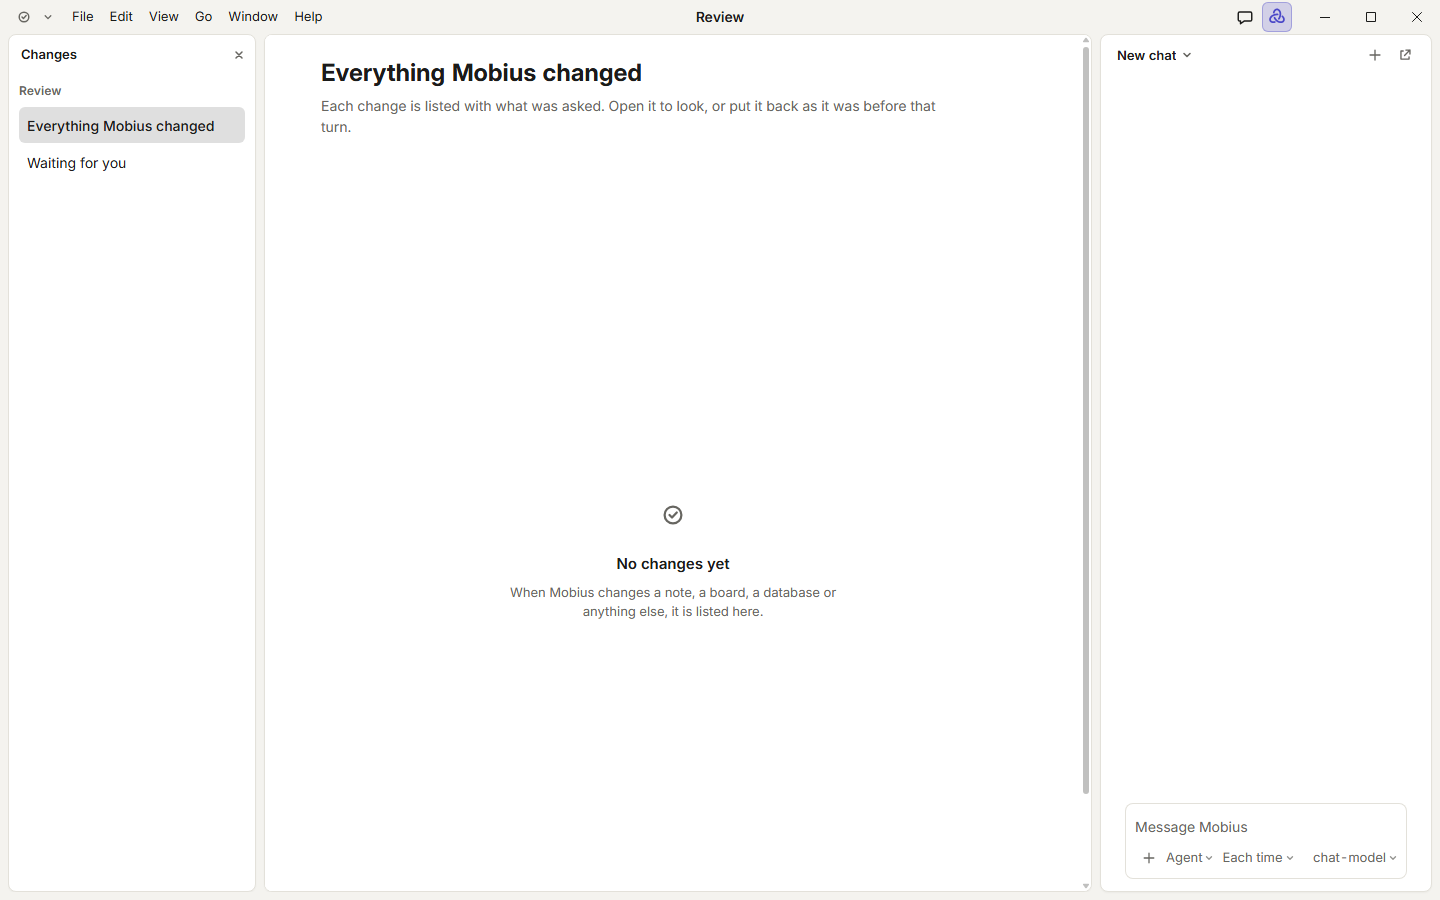 File Edit View Go Window Help
Review
Changes
Review
Everything Mobius changed
Waiting for you
Everything Mobius changed
Each change is listed with what was asked. Open it to look, or put it back as it was before that
turn.
No changes yet
When Mobius changes a note, a board, a database or
anything else, it is listed here.
New chat
Message Mobius
Agent Each time chat-model